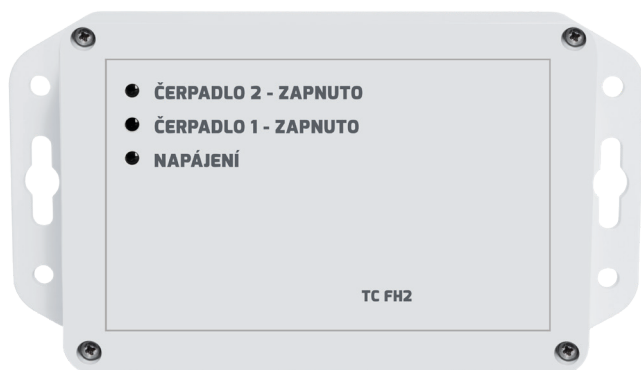 ČERPADLO 2 - ZAPNUTO
ČERPADLO 1 - ZAPNUTO
NAPÁJENÍ
TC FH2